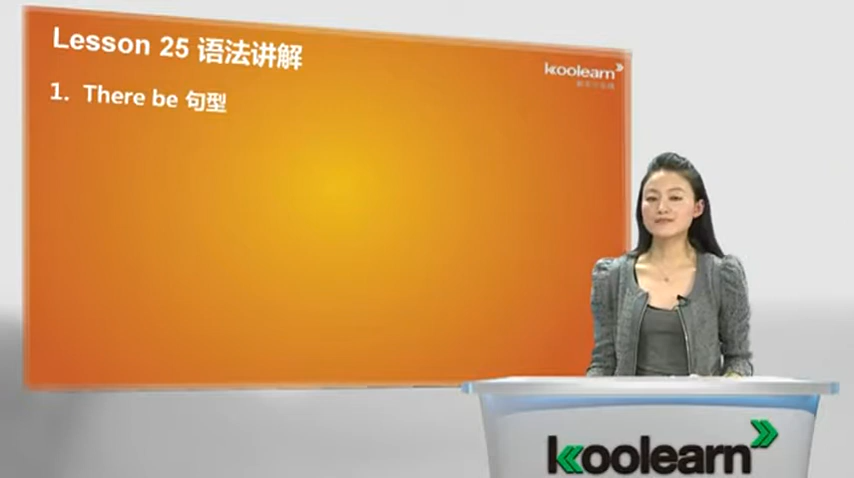 Lesson 25 语法讲解
koolearn
1. There be 句型
koolearn